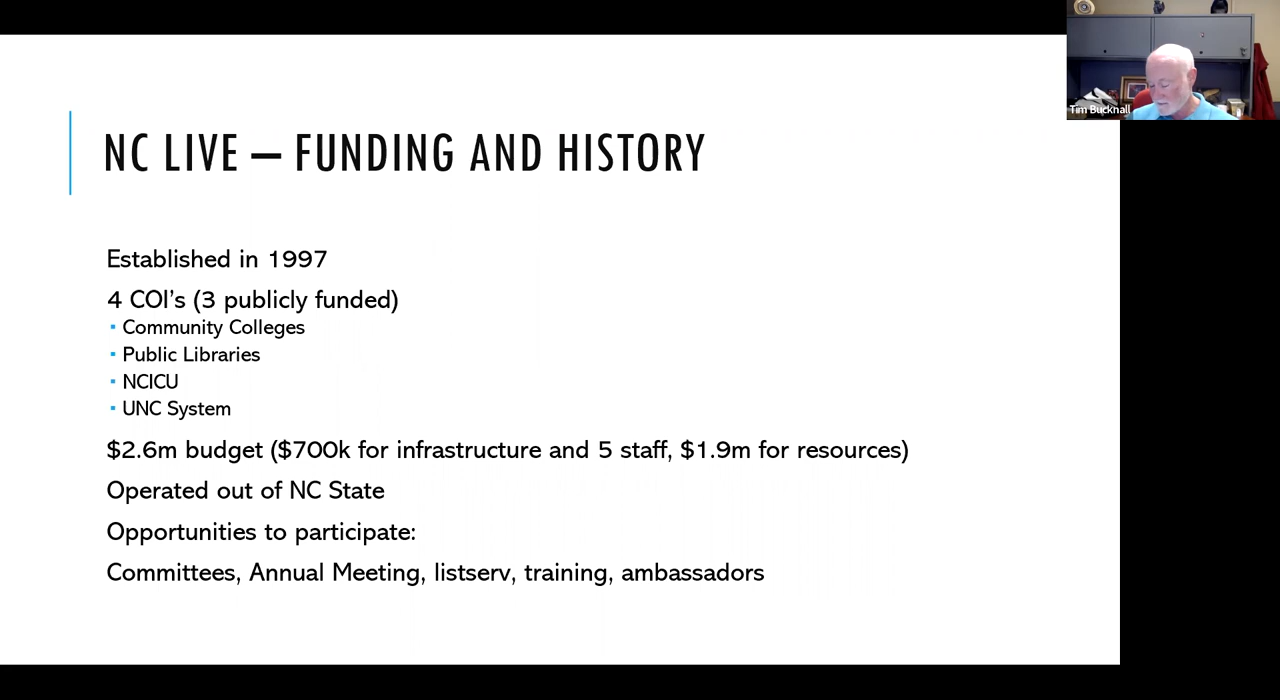 Tim Bucknall
NC LIVE – FUNDING AND HISTORY
Established in 1997
4 COI's (3 publicly funded)
▪ Community Colleges
▪ Public Libraries
▪ NCICU
▪ UNC System
$2.6m budget ($700k for infrastructure and 5 staff, $1.9m for resources)
Operated out of NC State
Opportunities to participate:
Committees, Annual Meeting, listserv, training, ambassadors